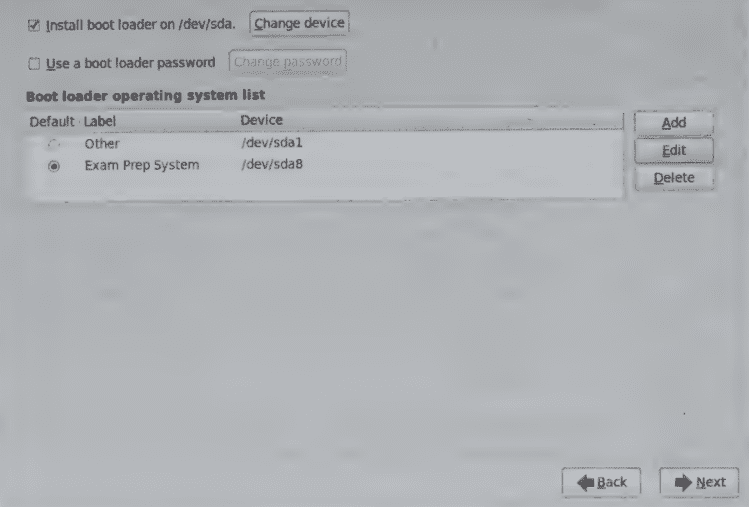 Install boot loader on /dev/sda. Change device
Use a boot loader password Change password
Boot loader operating system list
Default Label Device
Other /dev/sda1
Exam Prep System /dev/sda8
Add
Edit
Delete
Back Next